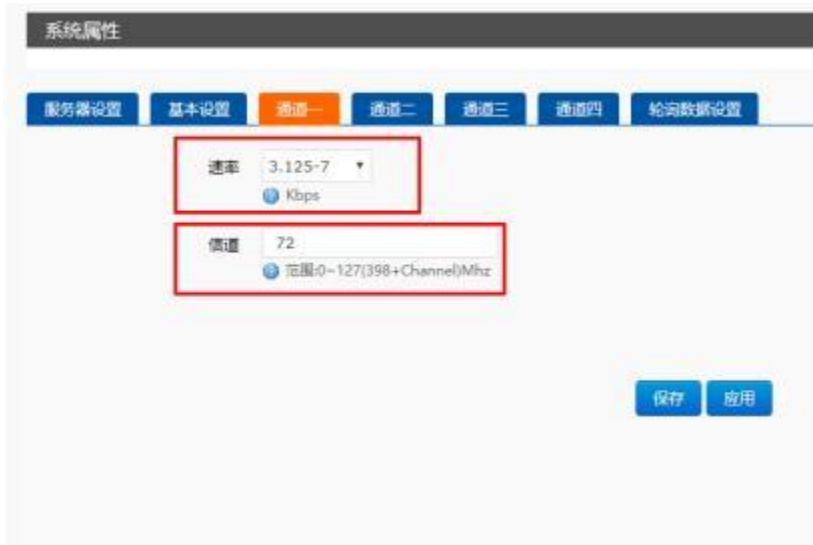 系统属性
服务器设置 基本设置 通道一 通道二 通道三 通道四 轮询数据设置
速率 3.125-7
Kbps
信道 72
范围:0~127(398+Channel)Mhz
保存 应用